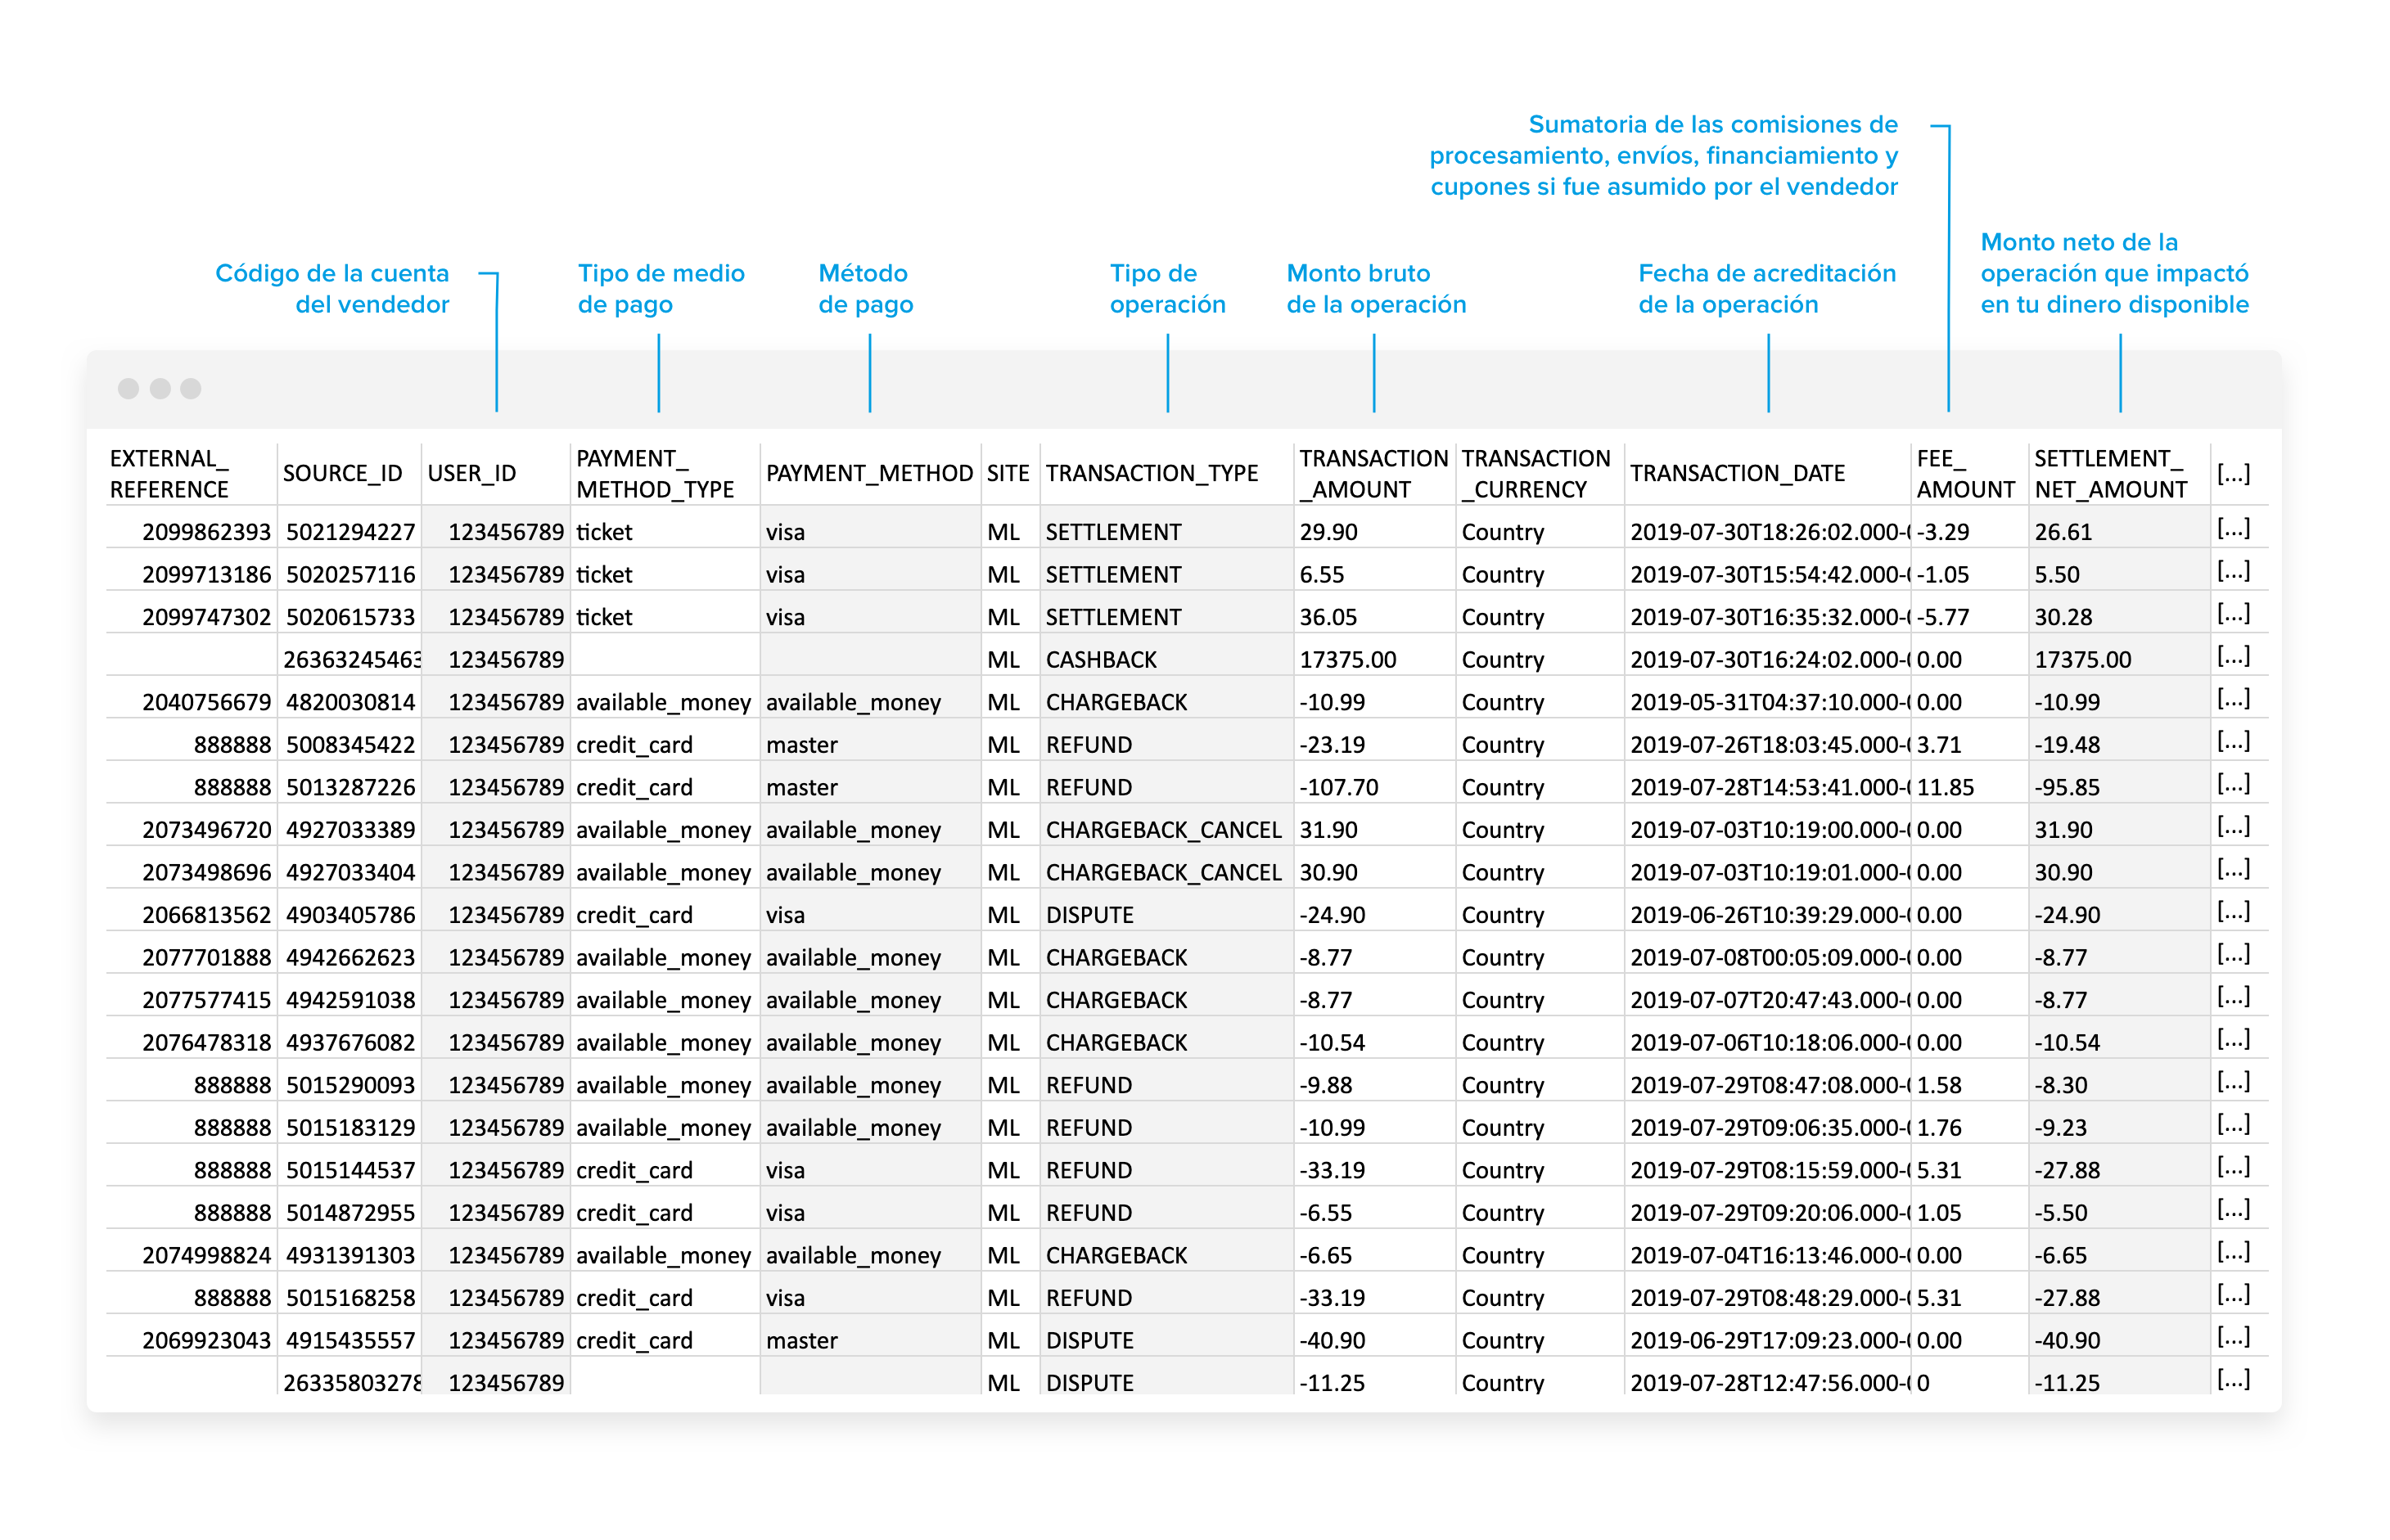 Sumatoria de las comisiones de
procesamiento, envíos, financiamiento y
cupones si fue asumido por el vendedor
Código de la cuenta
del vendedor
Tipo de medio
de pago
Método
de pago
Tipo de
operación
Monto bruto
de la operación
Fecha de acreditación
de la operación
Monto neto de la
operación que impactó
en tu dinero disponible
EXTERNAL_
REFERENCE
SOURCE_ID
USER_ID
PAYMENT_
METHOD_TYPE
PAYMENT_METHOD
SITE
TRANSACTION_TYPE
TRANSACTION
_AMOUNT
TRANSACTION
_CURRENCY
TRANSACTION_DATE
FEE_
AMOUNT
SETTLEMENT_
NET_AMOUNT
[...]
2099862393 5021294227 123456789 ticket visa ML SETTLEMENT 29.90 Country 2019-07-30T18:26:02.000- -3.29 26.61 [...]
2099713186 5020257116 123456789 ticket visa ML SETTLEMENT 6.55 Country 2019-07-30T15:54:42.000- -1.05 5.50 [...]
2099747302 5020615733 123456789 ticket visa ML SETTLEMENT 36.05 Country 2019-07-30T16:35:32.000- -5.77 30.28 [...]
26363245463 123456789 ML CASHBACK 17375.00 Country 2019-07-30T16:24:02.000- 0.00 17375.00 [...]
2040756679 4820030814 123456789 available_money available_money ML CHARGEBACK -10.99 Country 2019-05-31T04:37:10.000- 0.00 -10.99 [...]
888888 5008345422 123456789 credit_card master ML REFUND -23.19 Country 2019-07-26T18:03:45.000- 3.71 -19.48 [...]
888888 5013287226 123456789 credit_card master ML REFUND -107.70 Country 2019-07-28T14:53:41.000- 11.85 -95.85 [...]
2073496720 4927033389 123456789 available_money available_money ML CHARGEBACK_CANCEL 31.90 Country 2019-07-03T10:19:00.000- 0.00 31.90 [...]
2073498696 4927033404 123456789 available_money available_money ML CHARGEBACK_CANCEL 30.90 Country 2019-07-03T10:19:01.000- 0.00 30.90 [...]
2066813562 4903405786 123456789 credit_card visa ML DISPUTE -24.90 Country 2019-06-26T10:39:29.000- 0.00 -24.90 [...]
2077701888 4942662623 123456789 available_money available_money ML CHARGEBACK -8.77 Country 2019-07-08T00:05:09.000- 0.00 -8.77 [...]
2077577415 4942591038 123456789 available_money available_money ML CHARGEBACK -8.77 Country 2019-07-07T20:47:43.000- 0.00 -8.77 [...]
2076478318 4937676082 123456789 available_money available_money ML CHARGEBACK -10.54 Country 2019-07-06T10:18:06.000- 0.00 -10.54 [...]
888888 5015290093 123456789 available_money available_money ML REFUND -9.88 Country 2019-07-29T08:47:08.000- 1.58 -8.30 [...]
888888 5015183129 123456789 available_money available_money ML REFUND -10.99 Country 2019-07-29T09:06:35.000- 1.76 -9.23 [...]
888888 5015144537 123456789 credit_card visa ML REFUND -33.19 Country 2019-07-29T08:15:59.000- 5.31 -27.88 [...]
888888 5014872955 123456789 credit_card visa ML REFUND -6.55 Country 2019-07-29T09:20:06.000- 1.05 -5.50 [...]
2074998824 4931391303 123456789 available_money available_money ML CHARGEBACK -6.65 Country 2019-07-04T16:13:46.000- 0.00 -6.65 [...]
888888 5015168258 123456789 credit_card visa ML REFUND -33.19 Country 2019-07-29T08:48:29.000- 5.31 -27.88 [...]
2069923043 4915435557 123456789 credit_card master ML DISPUTE -40.90 Country 2019-06-29T17:09:23.000- 0.00 -40.90 [...]
26335803278 123456789 ML DISPUTE -11.25 Country 2019-07-28T12:47:56.000- 0 -11.25 [...]